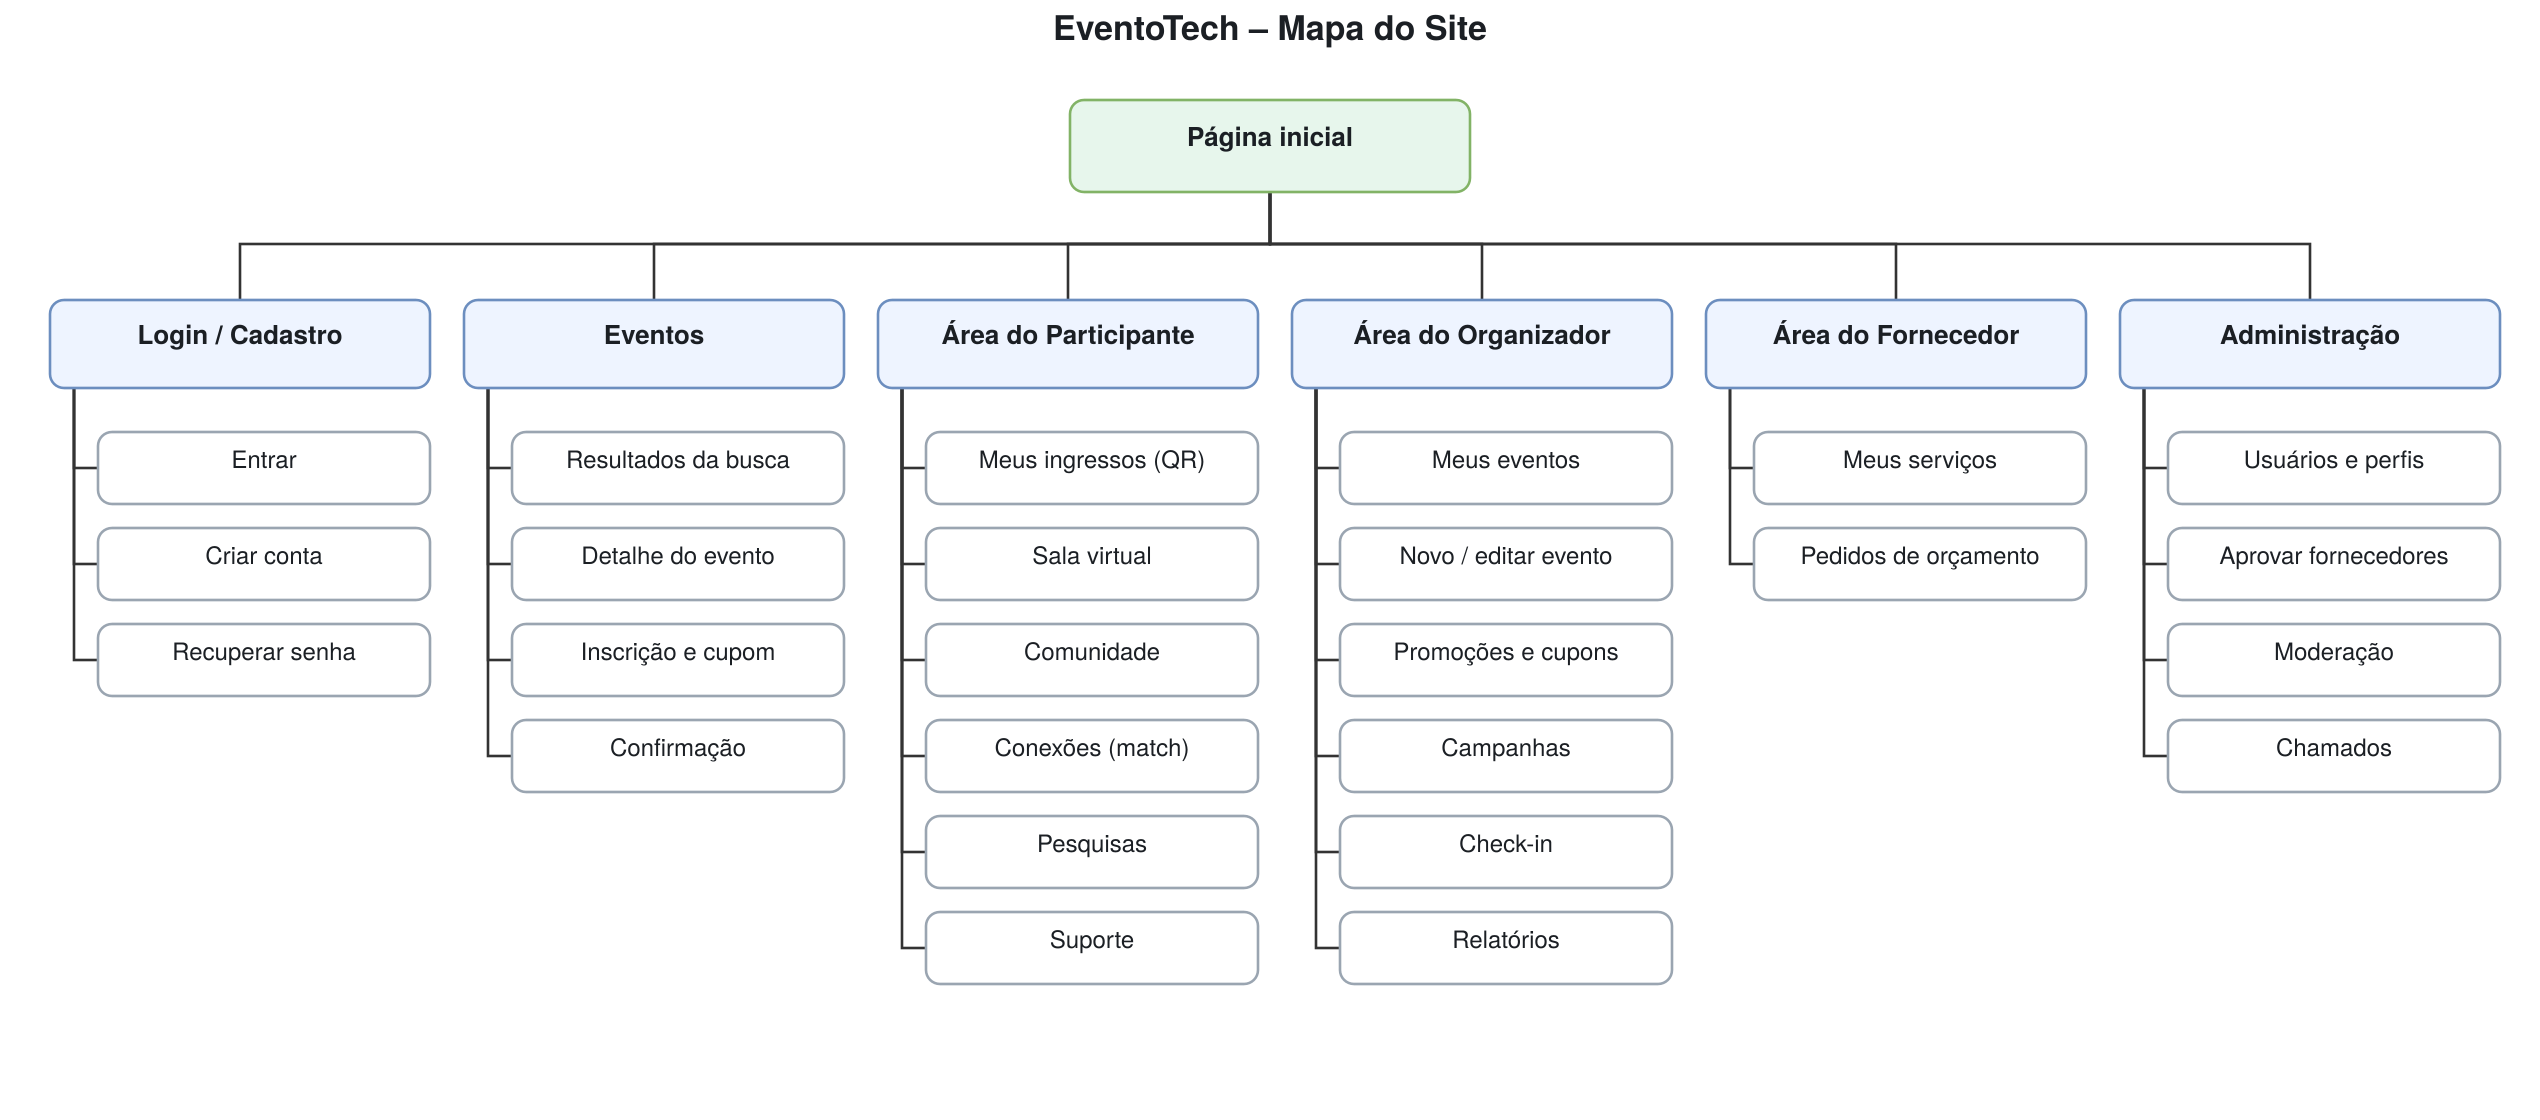 EventoTech – Mapa do Site
Página inicial
Login / Cadastro
Entrar
Criar conta
Recuperar senha
Eventos
Resultados da busca
Detalhe do evento
Inscrição e cupom
Confirmação
Área do Participante
Meus ingressos (QR)
Sala virtual
Comunidade
Conexões (match)
Pesquisas
Suporte
Área do Organizador
Meus eventos
Novo / editar evento
Promoções e cupons
Campanhas
Check-in
Relatórios
Área do Fornecedor
Meus serviços
Pedidos de orçamento
Administração
Usuários e perfis
Aprovar fornecedores
Moderação
Chamados